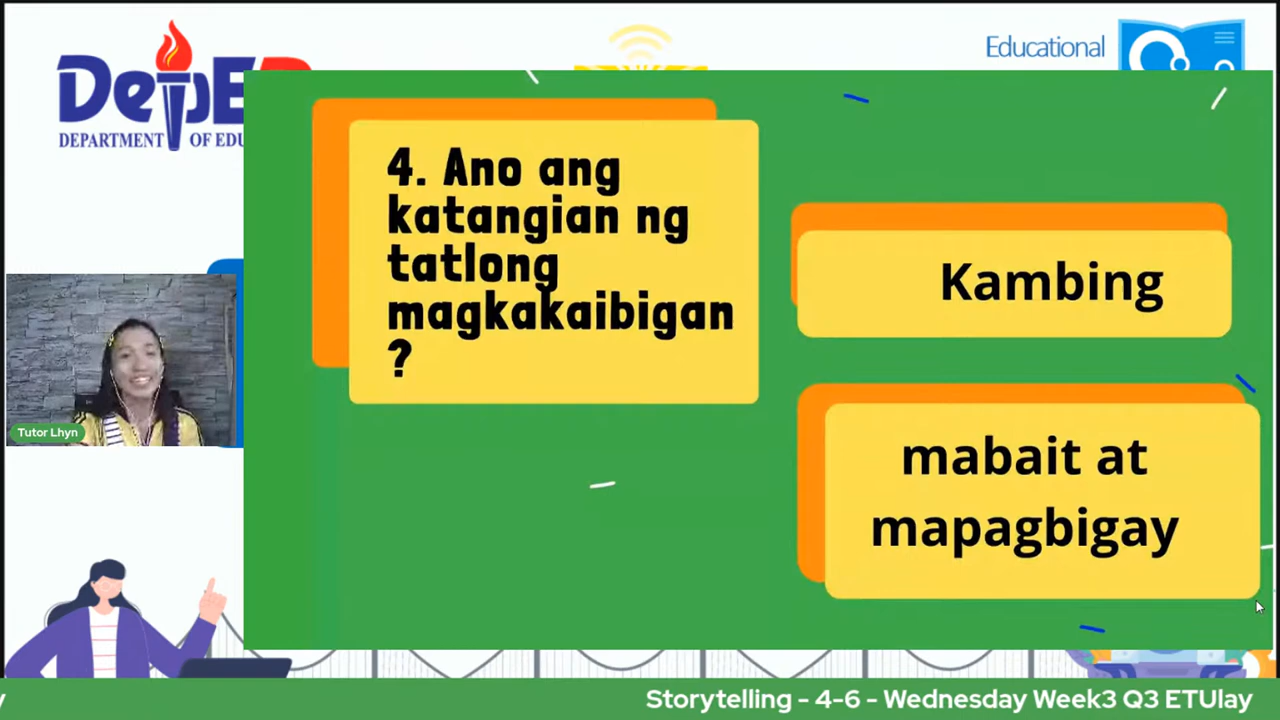 DepE
DEPARTMENT OF EDU
Educational
4. Ano ang
katangian ng
tatlong
magkakaibigan
?
Kambing
mabait at
mapagbigay
Tutor Lhyn
Storytelling - 4-6 - Wednesday Week3 Q3 ETUlay